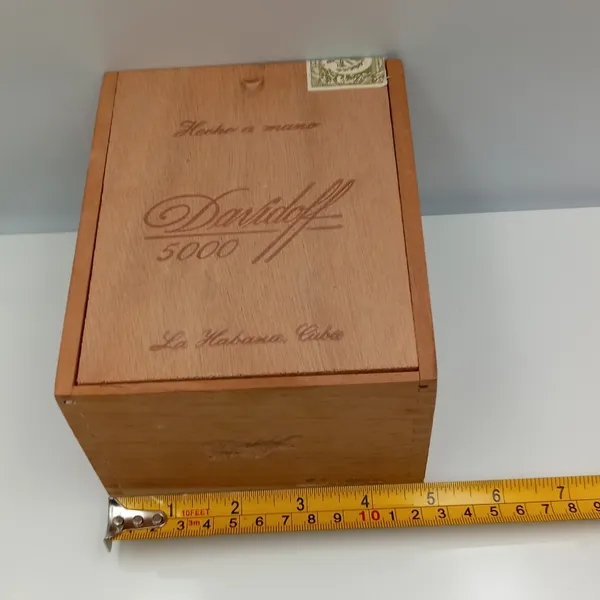 Hecho a mano
Davidoff
5000
La Habana, Cuba
1 2 3 4 5 6 7
10FEET
3m
3 4 5 6 7 8 9 10 1 2 3 4 5 6 7 8 9